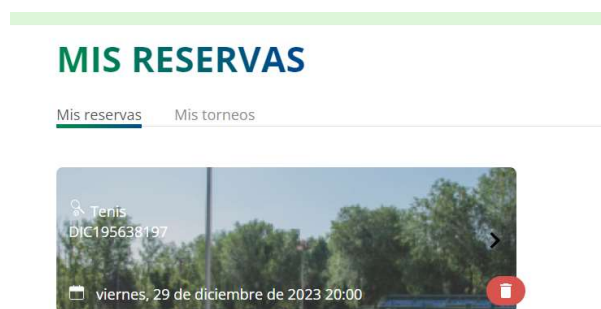 MIS RESERVAS
Mis reservas Mis torneos
Tenis
DIC195638197
viernes, 29 de diciembre de 2023 20:00